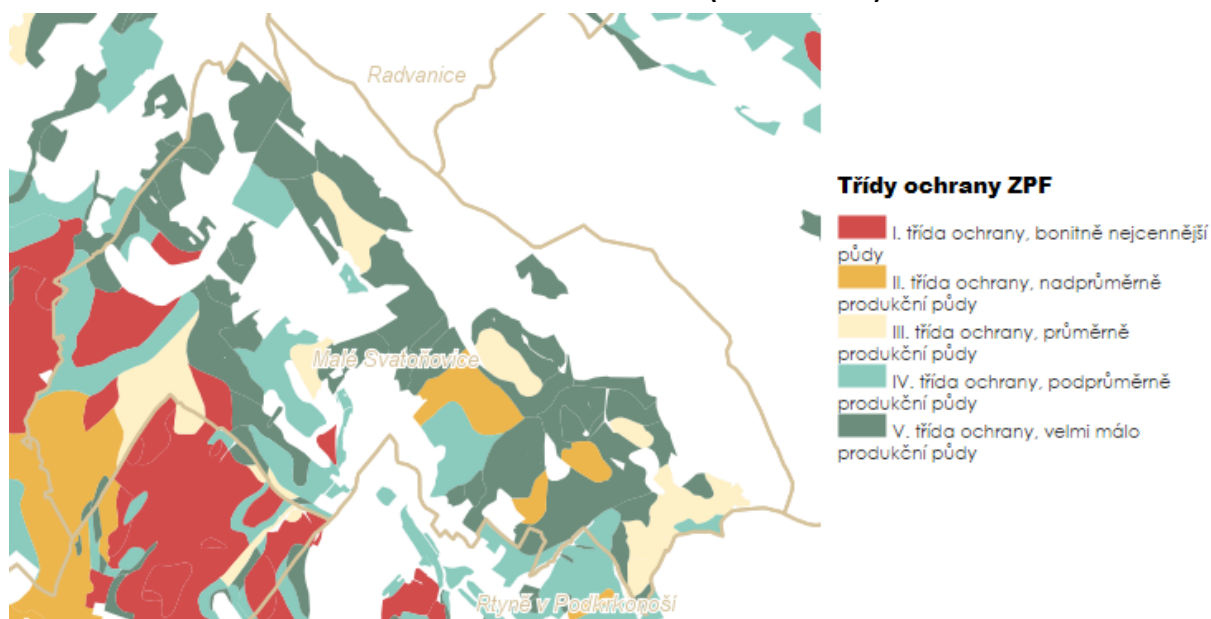 Radvanice
Malé Svatoňovice
Rtyně v Podkrkonoší
Třídy ochrany ZPF
I. třída ochrany, bonitně nejcennější
půdy
II. třída ochrany, nadprůměrně
produkční půdy
III. třída ochrany, průměrně
produkční půdy
IV. třída ochrany, podprůměrně
produkční půdy
V. třída ochrany, velmi málo
produkční půdy